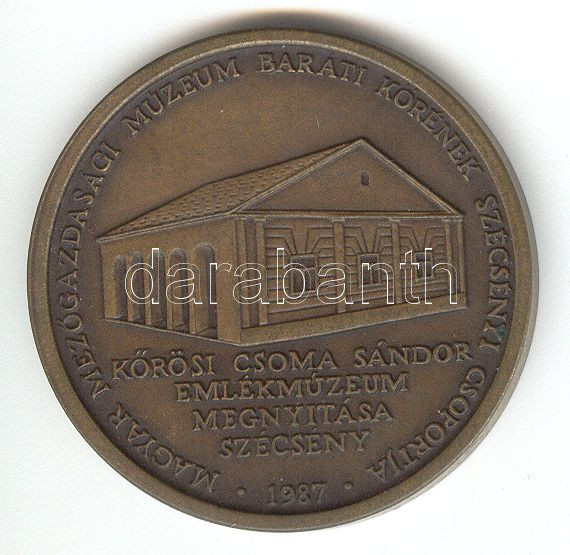 MAGYAR MEZŐGAZDASÁGI MÚZEUM BARÁTI KÖRÉNEK SZÉCSÉNYI CSOPORTJA
darabanth
KŐRÖSI CSOMA SÁNDOR
EMLÉKMÚZEUM
MEGNYITÁSA
SZÉCSÉNY
· 1987 ·